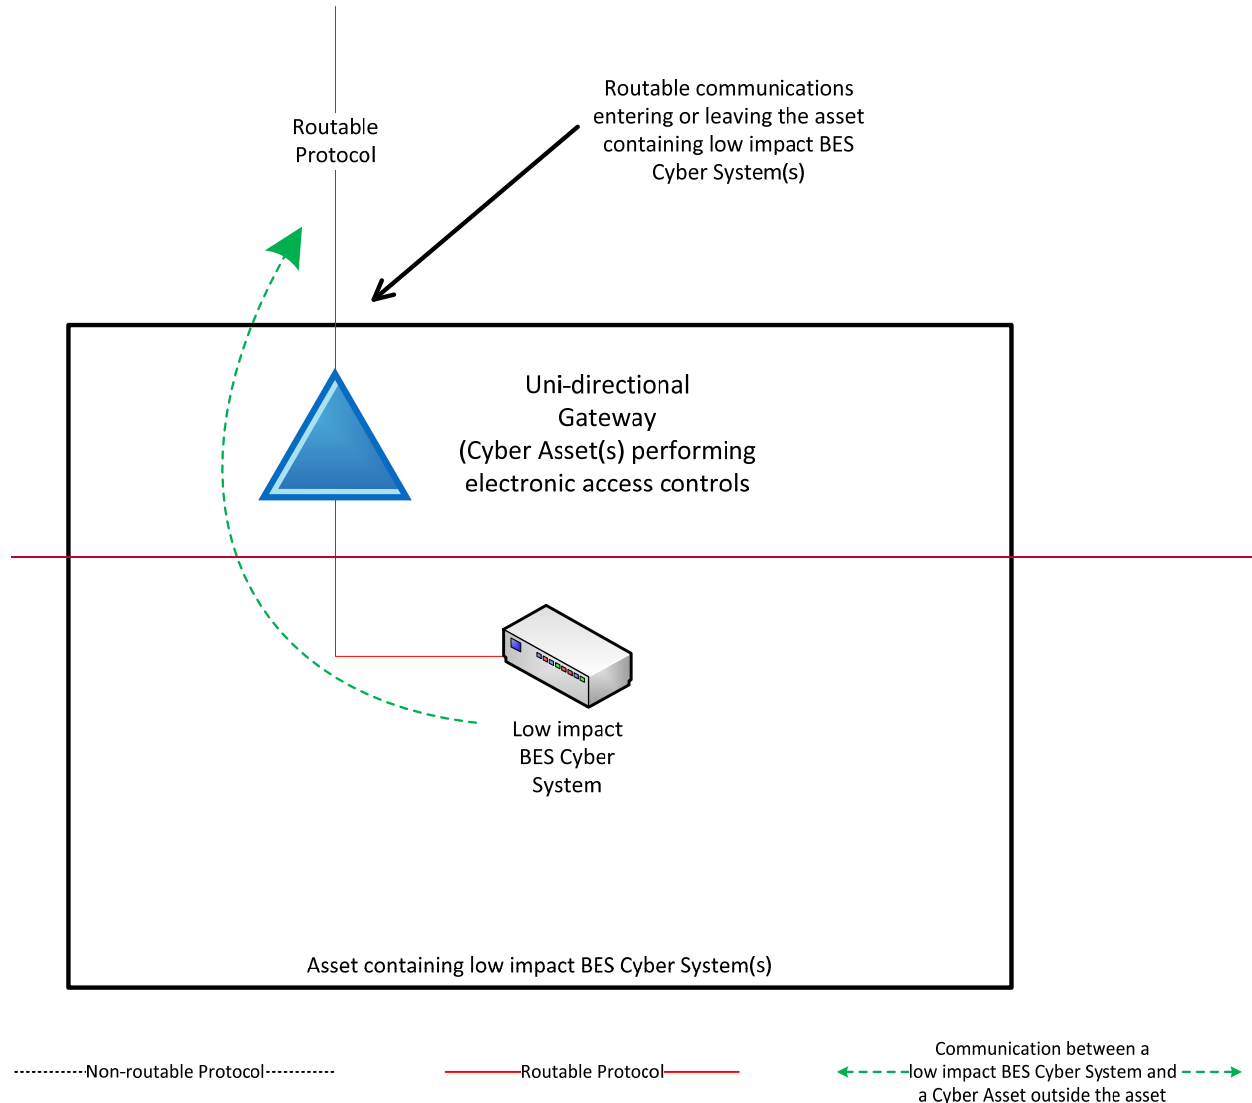 Routable communications
entering or leaving the asset
containing low impact BES
Cyber System(s)
Routable
Protocol
Uni-directional
Gateway
(Cyber Asset(s) performing
electronic access controls
Low impact
BES Cyber
System
Asset containing low impact BES Cyber System(s)
Non-routable Protocol
Routable Protocol
Communication between a
low impact BES Cyber System and
a Cyber Asset outside the asset